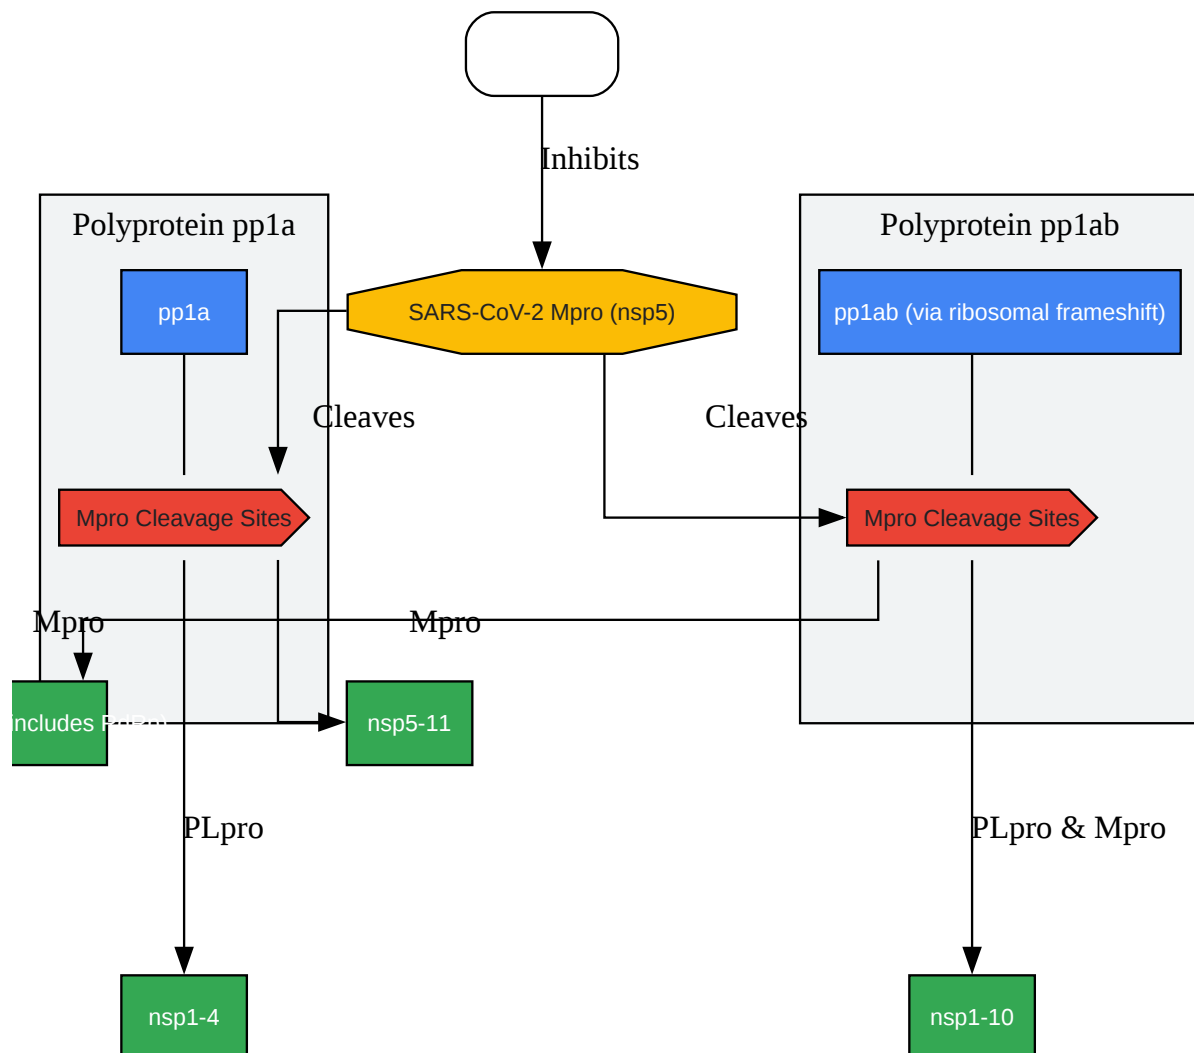 Inhibits
Polyprotein pp1a
Polyprotein pp1ab
pp1a
SARS-CoV-2 Mpro (nsp5)
pp1ab (via ribosomal frameshift)
Cleaves
Cleaves
Mpro Cleavage Sites
Mpro Cleavage Sites
Mpro
Mpro
includes
nsp5-11
PLpro
PLpro & Mpro
nsp1-4
nsp1-10